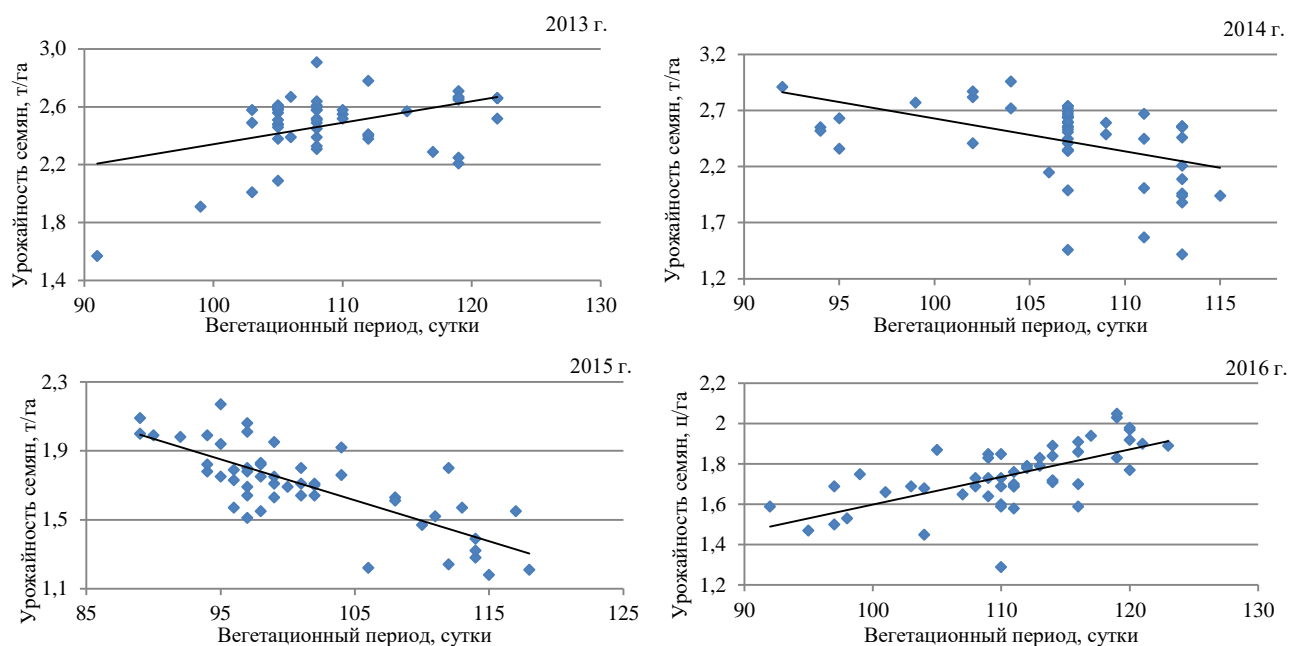 2013 г.
Урожайность семян, т/га
3,0
2,6
2,2
1,8
1,4
90 100 110 120 130
Вегетационный период, сутки
2014 г.
Урожайность семян, т/га
3,2
2,7
2,2
1,7
1,2
90 95 100 105 110 115
Вегетационный период, сутки
2015 г.
Урожайность семян, т/га
2,3
1,9
1,5
1,1
85 95 105 115 125
Вегетационный период, сутки
2016 г.
Урожайность семян, ц/га
2,2
2
1,8
1,6
1,4
1,2
90 100 110 120 130
Вегетационный период, сутки